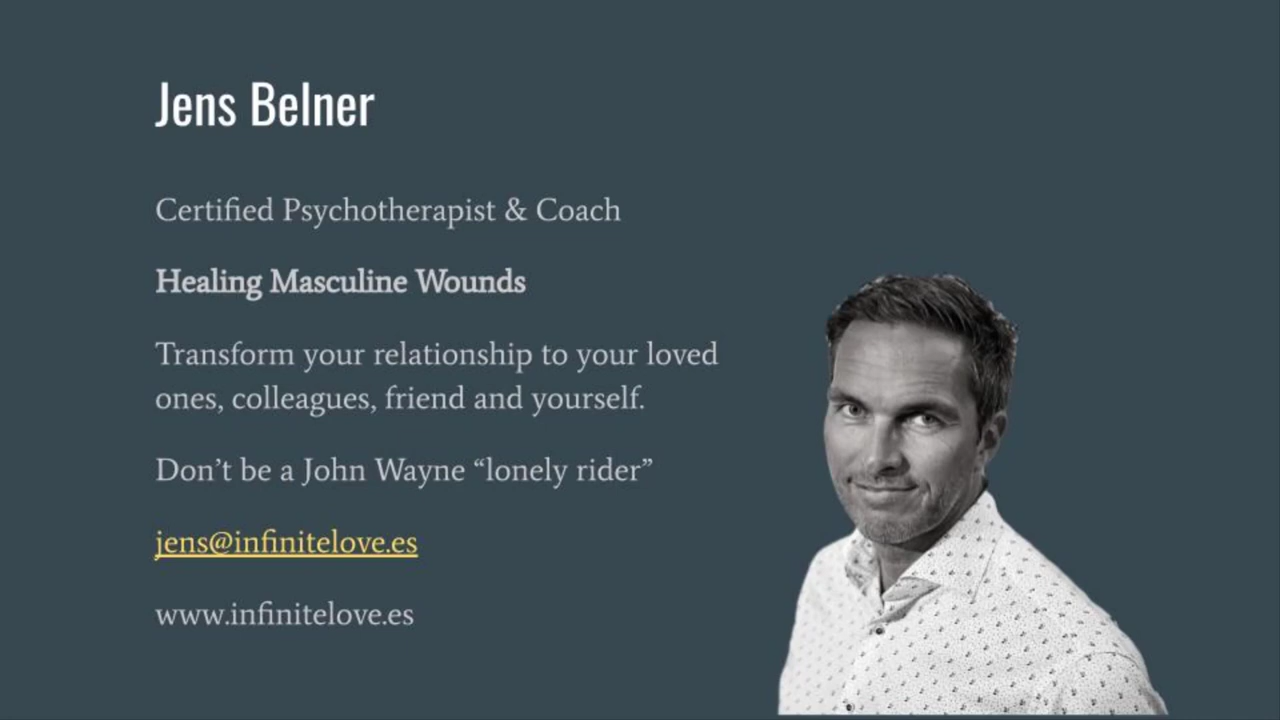 Jens Belner
Certified Psychotherapist & Coach
Healing Masculine Wounds
Transform your relationship to your loved
ones, colleagues, friend and yourself.
Don’t be a John Wayne “lonely rider”
jens@infinitelove.es
www.infinitelove.es